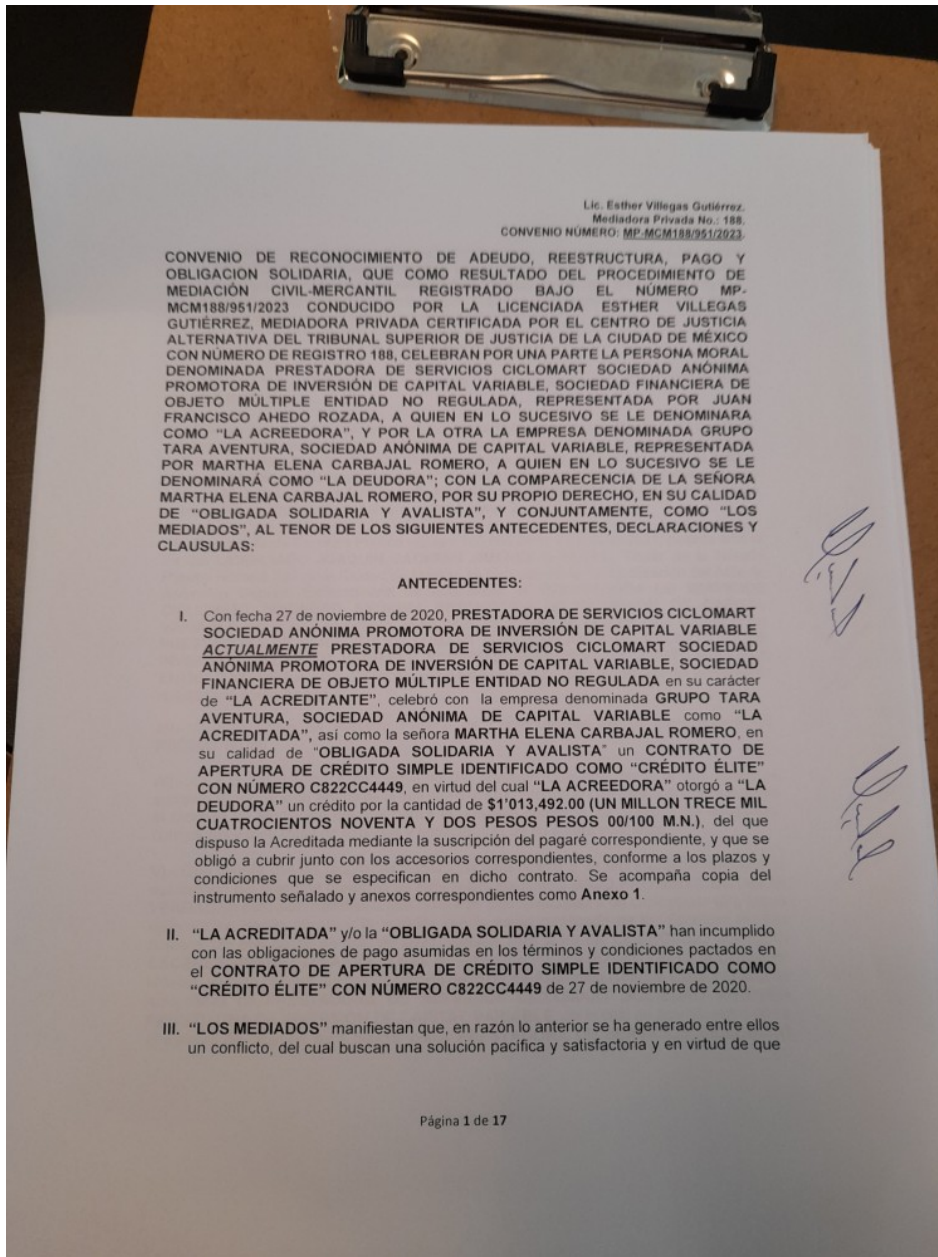 Lic. Esther Villegas Gutiérrez.
Mediadora Privada No.: 188.
CONVENIO NÚMERO: MP-MCM188/951/2023.
CONVENIO DE RECONOCIMIENTO DE ADEUDO, REESTRUCTURA, PAGO Y
OBLIGACION SOLIDARIA, QUE COMO RESULTADO DEL PROCEDIMIENTO DE
MEDIACIÓN CIVIL-MERCANTIL REGISTRADO BAJO EL NÚMERO MP-
MCM188/951/2023 CONDUCIDO POR LA LICENCIADA ESTHER VILLEGAS
GUTIÉRREZ, MEDIADORA PRIVADA CERTIFICADA POR EL CENTRO DE JUSTICIA
ALTERNATIVA DEL TRIBUNAL SUPERIOR DE JUSTICIA DE LA CIUDAD DE MÉXICO
CON NÚMERO DE REGISTRO 188, CELEBRAN POR UNA PARTE LA PERSONA MORAL
DENOMINADA PRESTADORA DE SERVICIOS CICLOMART SOCIEDAD ANÓNIMA
PROMOTORA DE INVERSIÓN DE CAPITAL VARIABLE, SOCIEDAD FINANCIERA DE
OBJETO MÚLTIPLE ENTIDAD NO REGULADA, REPRESENTADA POR JUAN
FRANCISCO AHEDO ROZADA, A QUIEN EN LO SUCESIVO SE LE DENOMINARA
COMO “LA ACREEDORA”, Y POR LA OTRA LA EMPRESA DENOMINADA GRUPO
TARA AVENTURA, SOCIEDAD ANÓNIMA DE CAPITAL VARIABLE, REPRESENTADA
POR MARTHA ELENA CARBAJAL ROMERO, A QUIEN EN LO SUCESIVO SE LE
DENOMINARÁ COMO “LA DEUDORA”; CON LA COMPARECENCIA DE LA SEÑORA
MARTHA ELENA CARBAJAL ROMERO, POR SU PROPIO DERECHO, EN SU CALIDAD
DE “OBLIGADA SOLIDARIA Y AVALISTA”, Y CONJUNTAMENTE, COMO “LOS
MEDIADOS”, AL TENOR DE LOS SIGUIENTES ANTECEDENTES, DECLARACIONES Y
CLAUSULAS:
ANTECEDENTES:
I. Con fecha 27 de noviembre de 2020, PRESTADORA DE SERVICIOS CICLOMART
SOCIEDAD ANÓNIMA PROMOTORA DE INVERSIÓN DE CAPITAL VARIABLE
ACTUALMENTE PRESTADORA DE SERVICIOS CICLOMART SOCIEDAD
ANÓNIMA PROMOTORA DE INVERSIÓN DE CAPITAL VARIABLE, SOCIEDAD
FINANCIERA DE OBJETO MÚLTIPLE ENTIDAD NO REGULADA en su carácter
de “LA ACREDITANTE”, celebró con la empresa denominada GRUPO TARA
AVENTURA, SOCIEDAD ANÓNIMA DE CAPITAL VARIABLE como “LA
ACREDITADA”, así como la señora MARTHA ELENA CARBAJAL ROMERO, en
su calidad de “OBLIGADA SOLIDARIA Y AVALISTA” un CONTRATO DE
APERTURA DE CRÉDITO SIMPLE IDENTIFICADO COMO “CRÉDITO ÉLITE”
CON NÚMERO C822CC4449, en virtud del cual “LA ACREEDORA” otorgó a “LA
DEUDORA” un crédito por la cantidad de $1’013,492.00 (UN MILLON TRECE MIL
CUATROCIENTOS NOVENTA Y DOS PESOS PESOS 00/100 M.N.), del que
dispuso la Acreditada mediante la suscripción del pagaré correspondiente, y que se
obligó a cubrir junto con los accesorios correspondientes, conforme a los plazos y
condiciones que se especifican en dicho contrato. Se acompaña copia del
instrumento señalado y anexos correspondientes como Anexo 1.
II. “LA ACREDITADA” y/o la “OBLIGADA SOLIDARIA Y AVALISTA” han incumplido
con las obligaciones de pago asumidas en los términos y condiciones pactados en
el CONTRATO DE APERTURA DE CRÉDITO SIMPLE IDENTIFICADO COMO
“CRÉDITO ÉLITE” CON NÚMERO C822CC4449 de 27 de noviembre de 2020.
III. “LOS MEDIADOS” manifiestan que, en razón lo anterior se ha generado entre ellos
un conflicto, del cual buscan una solución pacífica y satisfactoria y en virtud de que
Página 1 de 17